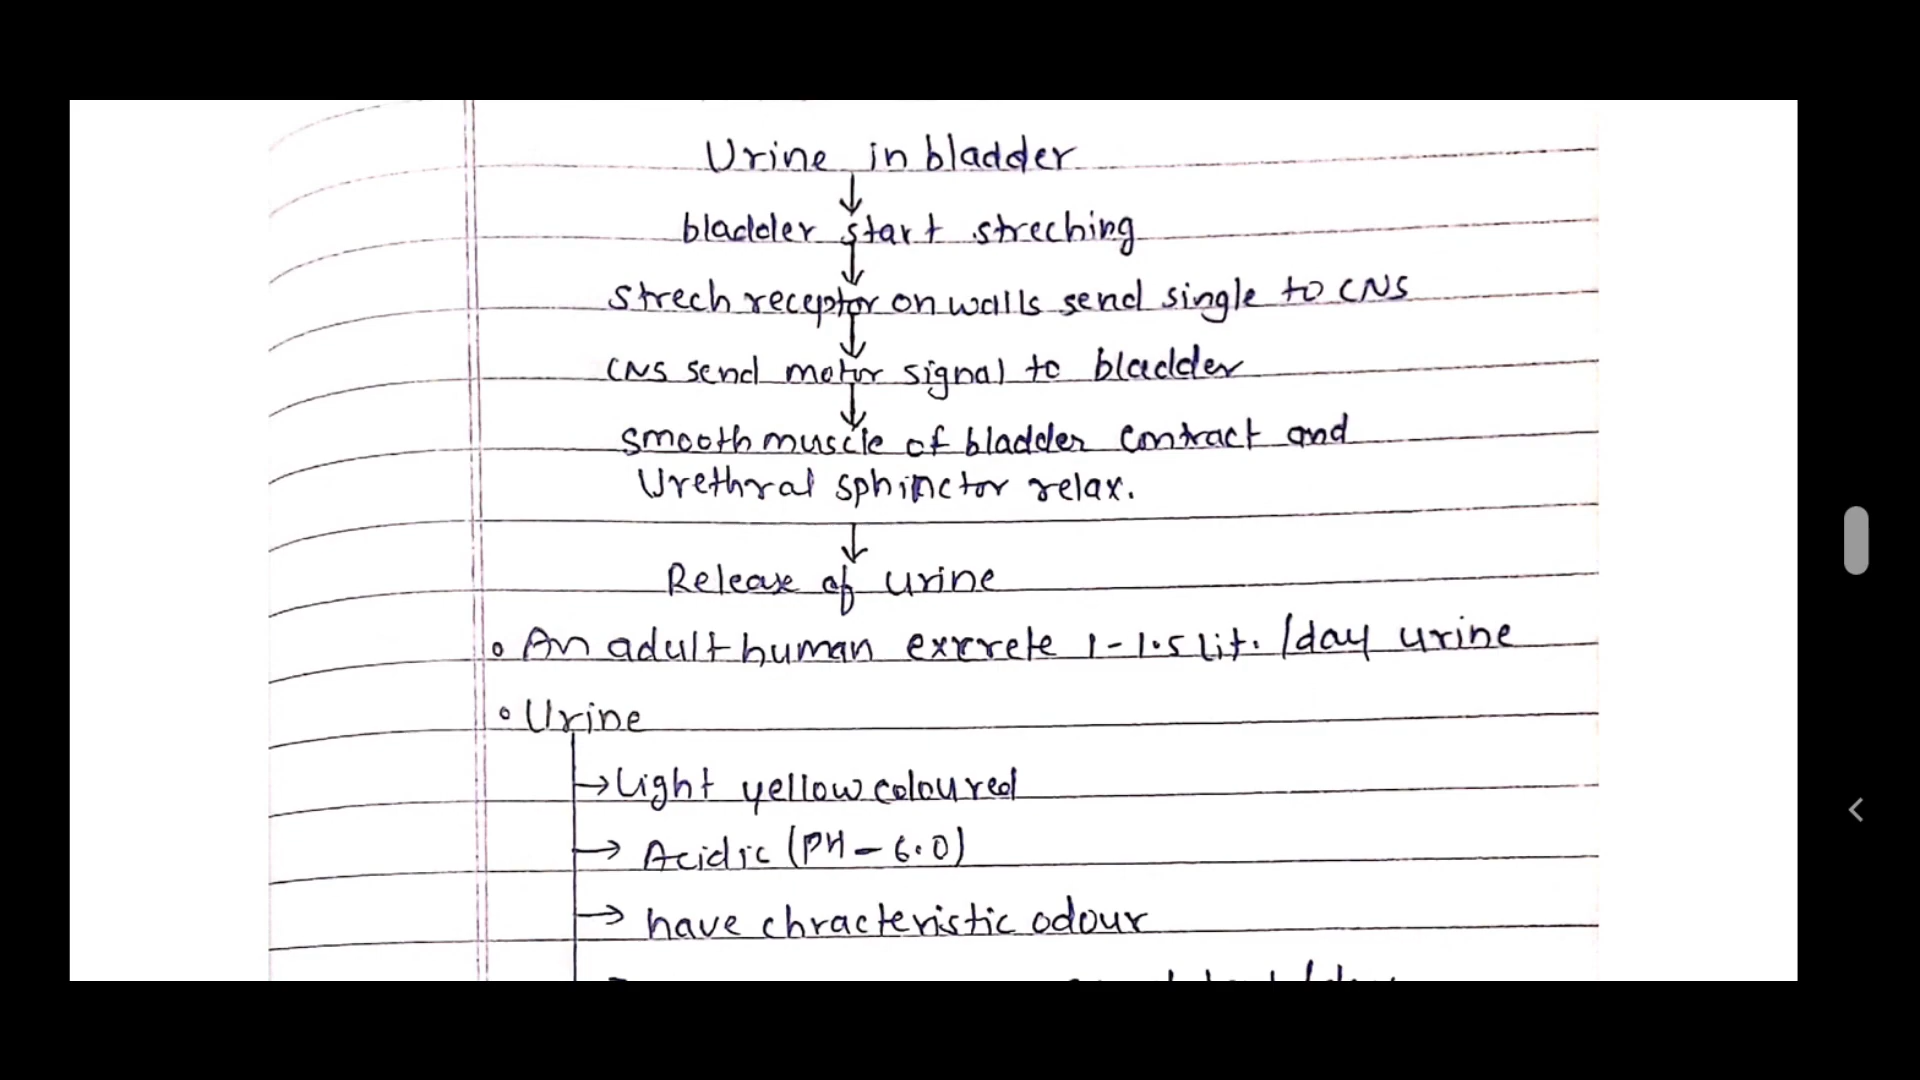 Urine in bladder
bladder start streching
Strech receptor on walls send single to CNS
CNS send motor signal to bladder
smooth muscle of bladder contract and
Urethral sphinctor relax.
Release of urine
• An adult human excrete 1-1.5 lit. /day urine
• Urine
→ Light yellow coloured
→ Acidic (PH - 6.0)
→ have chracteristic odour